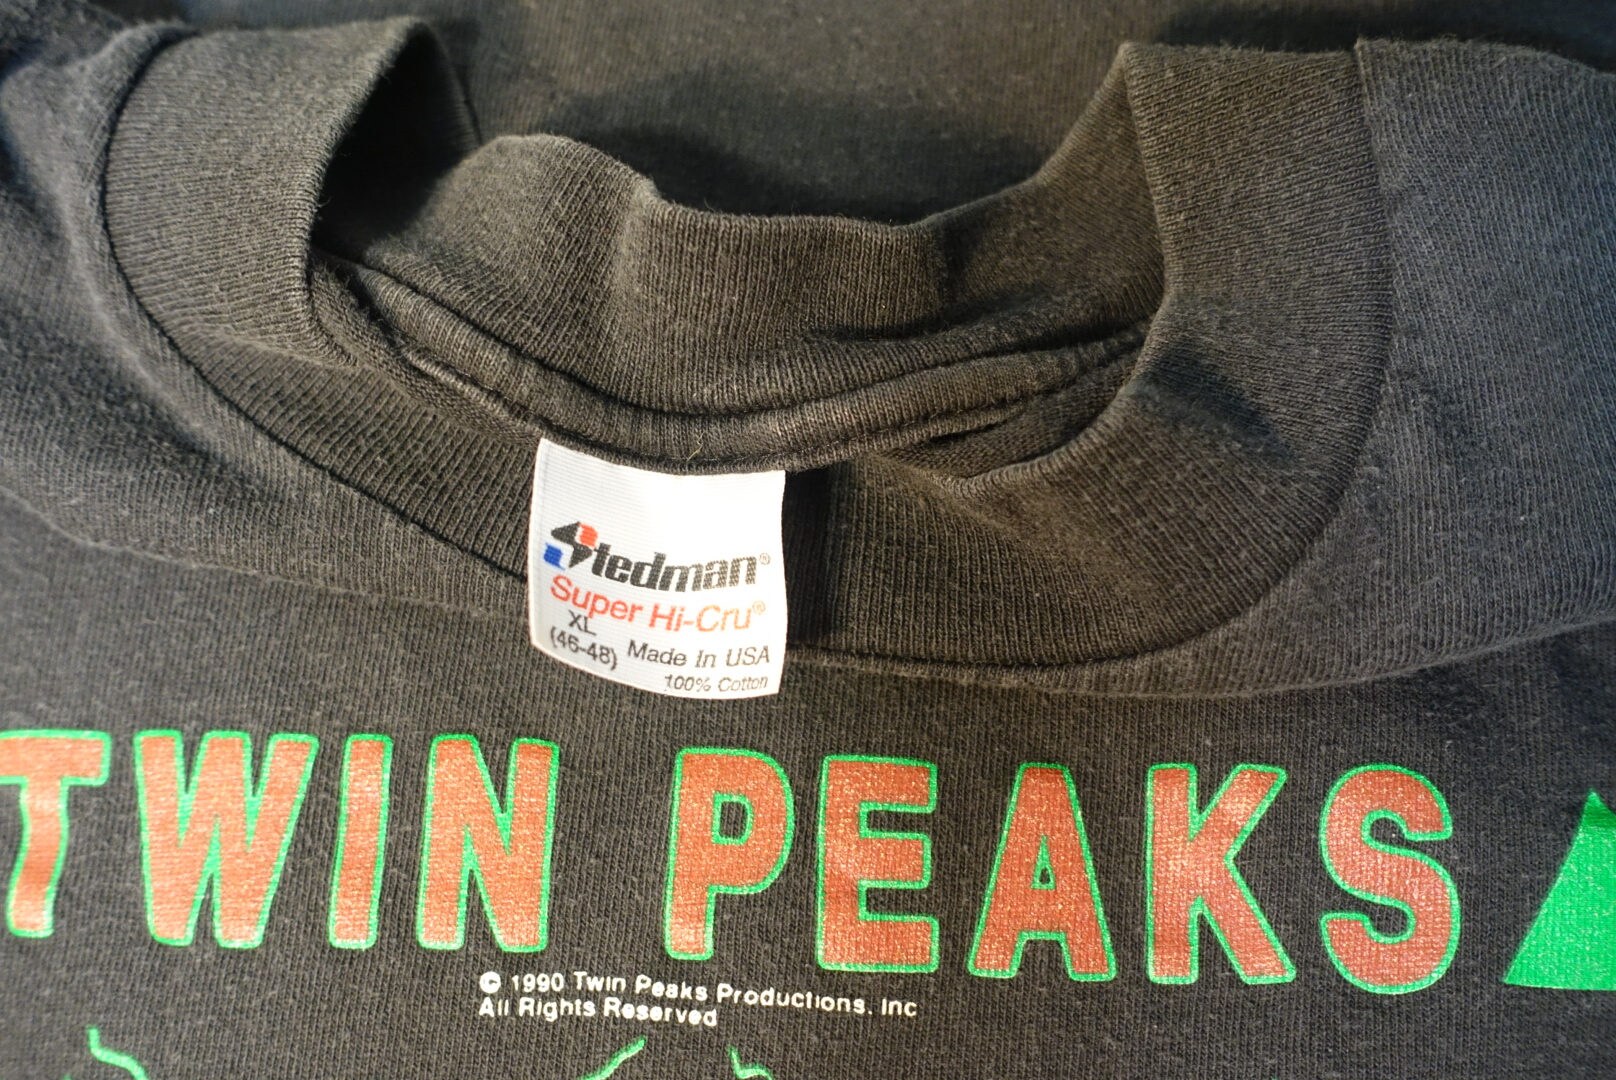 Stedman®
Super Hi-Cru®
XL
(46-48) Made In USA
100% Cotton
TWIN PEAKS
© 1990 Twin Peaks Productions, Inc
All Rights Reserved